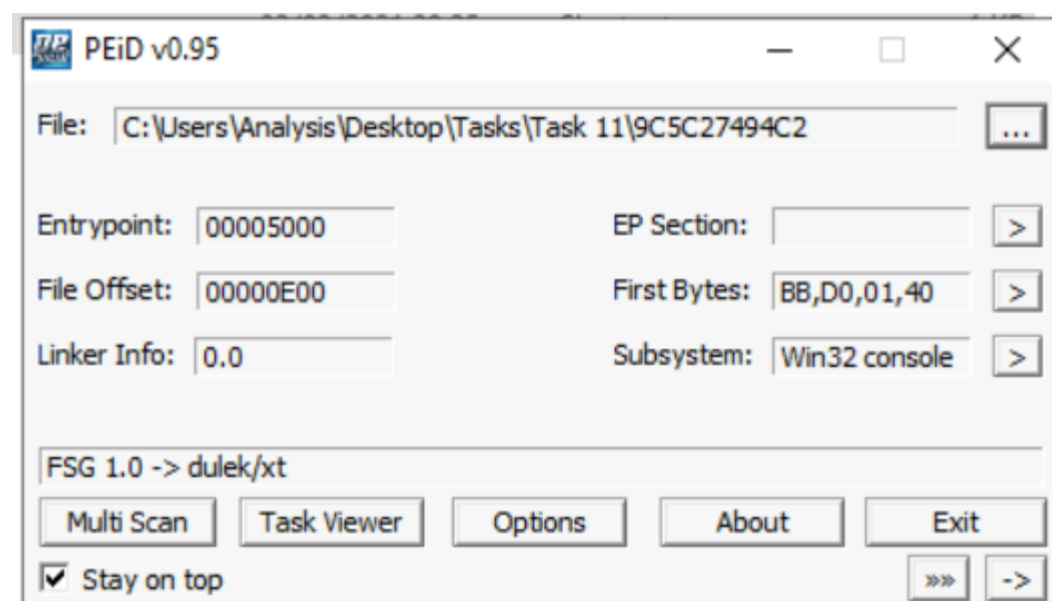 PEiD v0.95
File: C:\Users\Analysis\Desktop\Tasks\Task 11\9C5C27494C2 ...
Entrypoint: 00005000 EP Section: >
File Offset: 00000E00 First Bytes: BB,D0,01,40 >
Linker Info: 0.0 Subsystem: Win32 console >
FSG 1.0 -> dulek/xt
Multi Scan Task Viewer Options About Exit
Stay on top »» ->